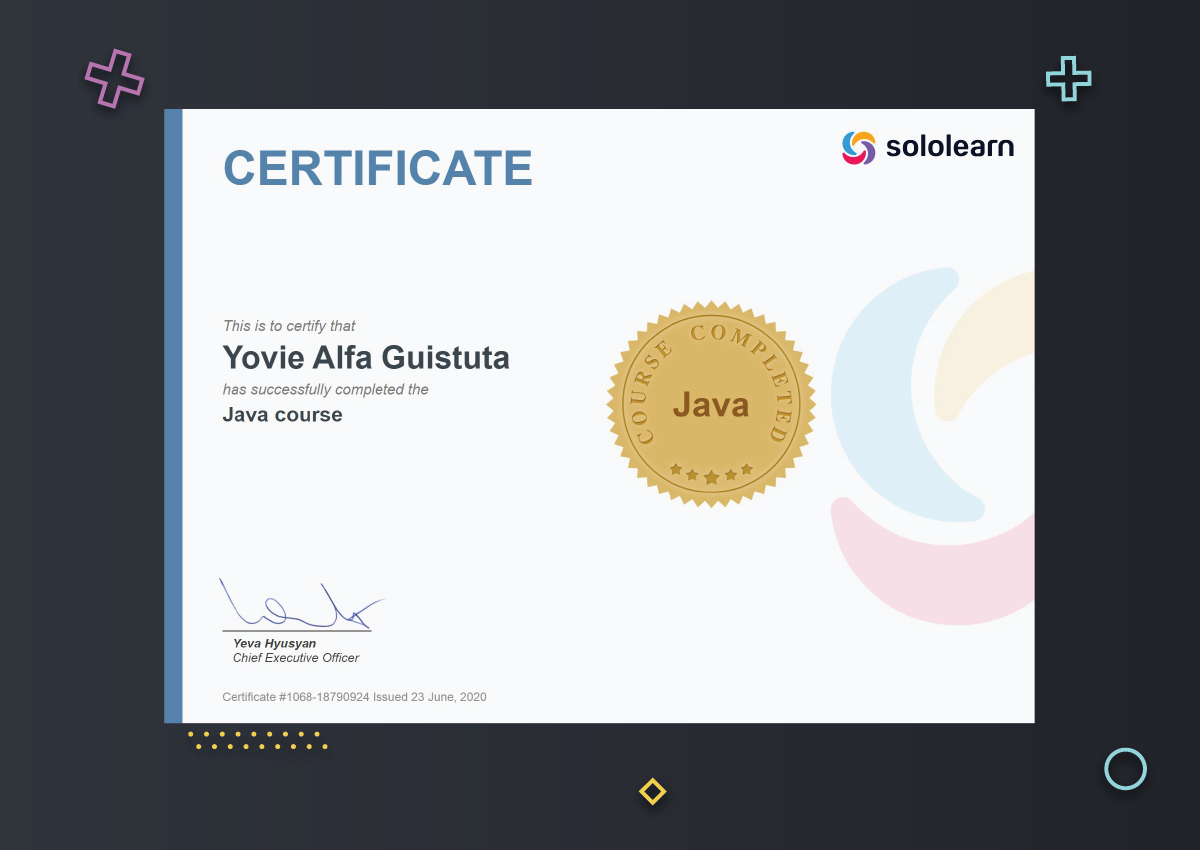 CERTIFICATE
sololearn
This is to certify that
Yovie Alfa Guistuta
has successfully completed the
Java course
COURSE COMPLETED
Java
Yeva Hyusyan
Chief Executive Officer
Certificate #1068-18790924 Issued 23 June, 2020